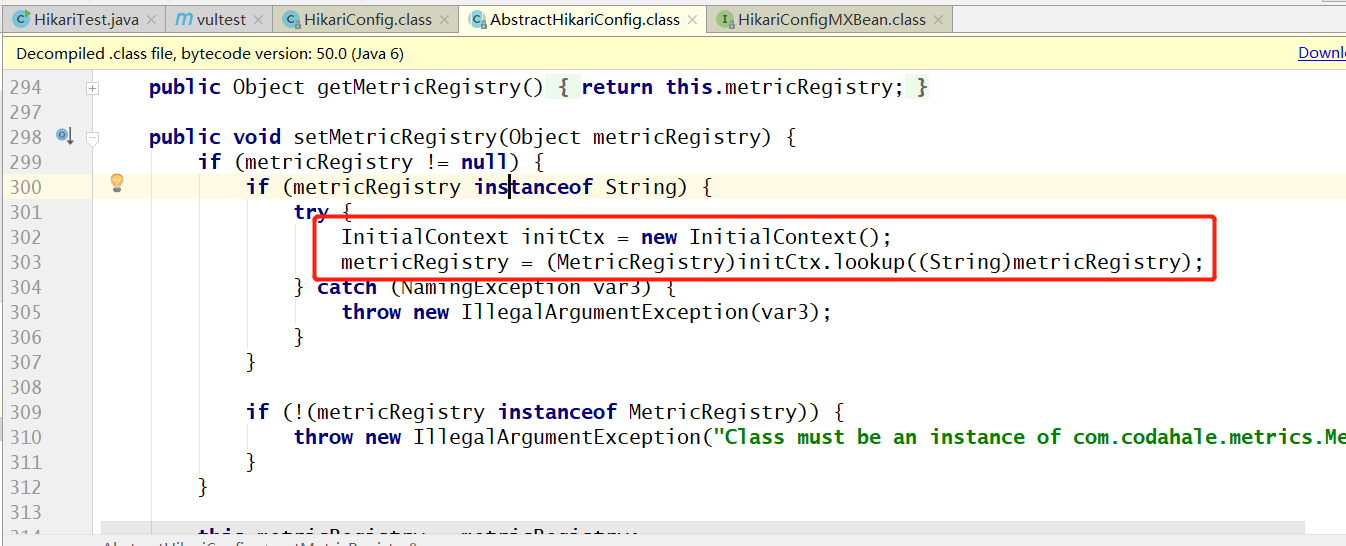 HikariTest.java × m vultest × HikariConfig.class × AbstractHikariConfig.class × HikariConfigMXBean.class ×
Decompiled .class file, bytecode version: 50.0 (Java 6) Downl
294 public Object getMetricRegistry() { return this.metricRegistry; }
297
298 public void setMetricRegistry(Object metricRegistry) {
299 if (metricRegistry != null) {
300 if (metricRegistry instanceof String) {
301 try {
302 InitialContext initCtx = new InitialContext();
303 metricRegistry = (MetricRegistry)initCtx.lookup((String)metricRegistry);
304 } catch (NamingException var3) {
305 throw new IllegalArgumentException(var3);
306 }
307 }
308
309 if (!(metricRegistry instanceof MetricRegistry)) {
310 throw new IllegalArgumentException("Class must be an instance of com.codahale.metrics.Me
311 }
312 }
313
314 this.metricRegistry = metricRegistry;